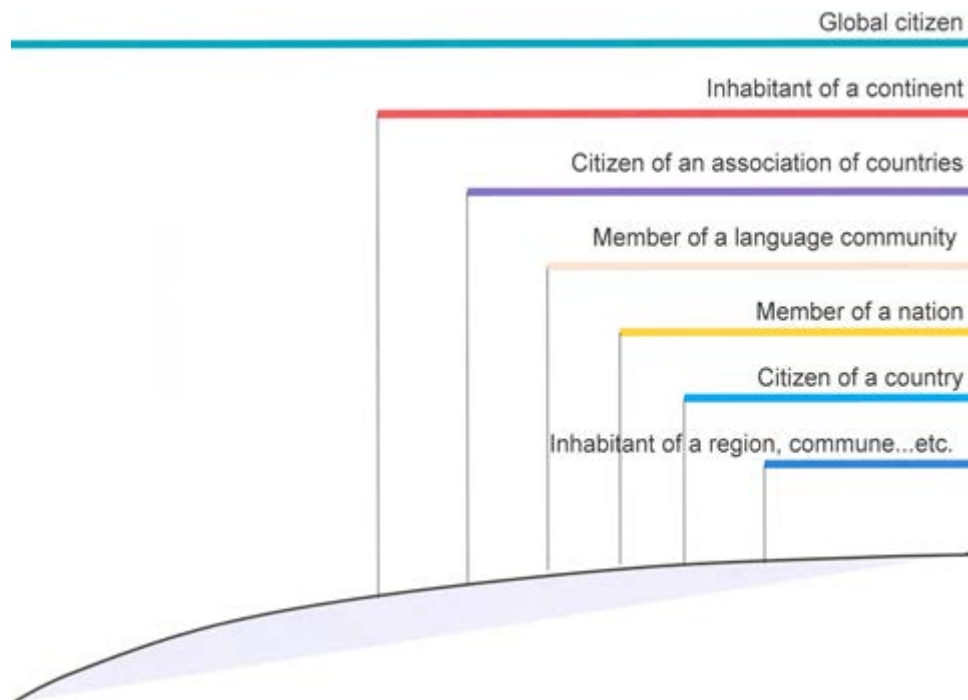 Global citizen
Inhabitant of a continent
Citizen of an association of countries
Member of a language community
Member of a nation
Citizen of a country
Inhabitant of a region, commune...etc.